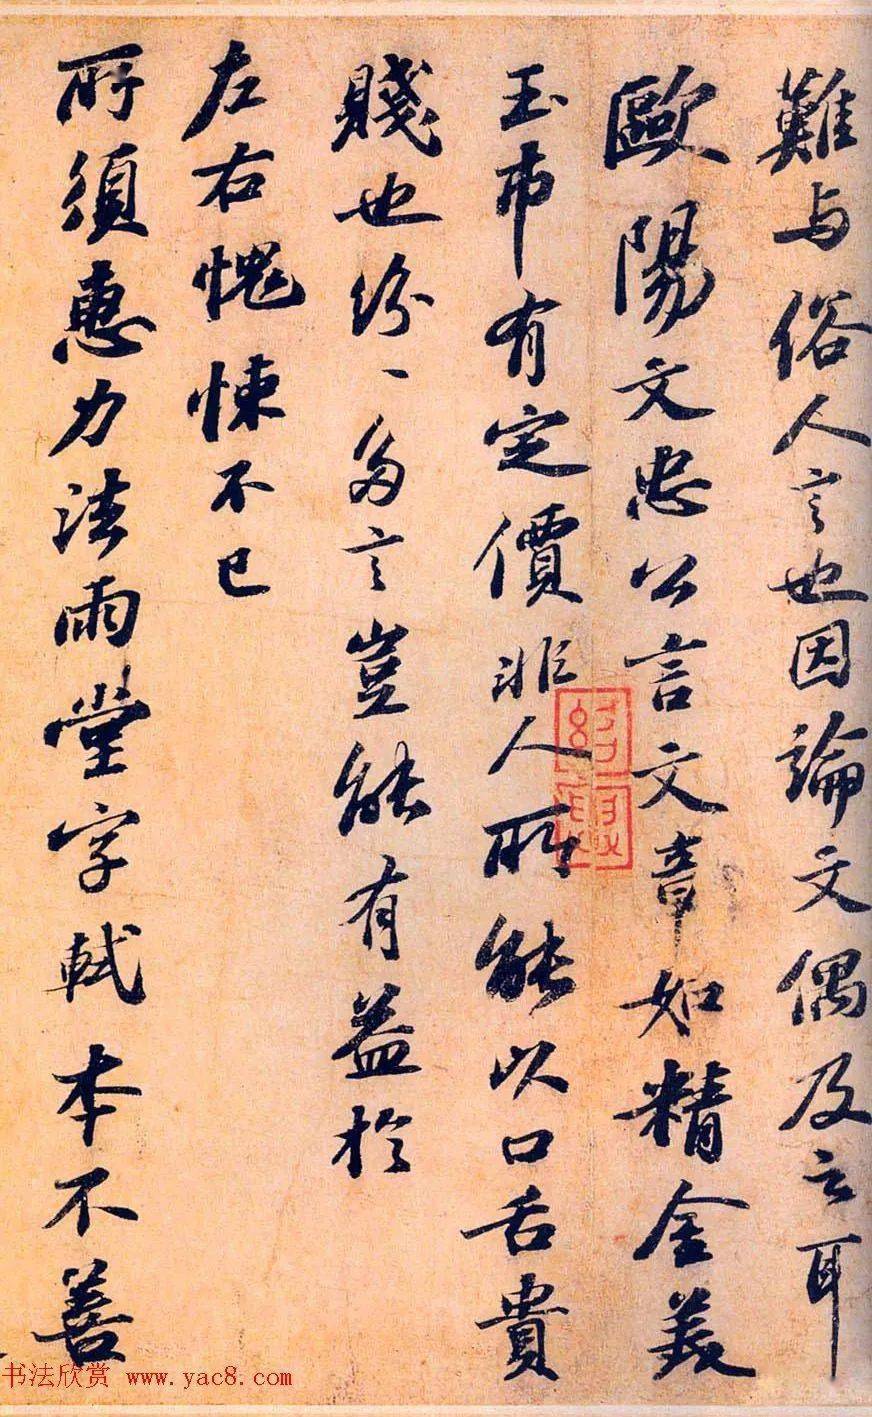 難与俗人言也因論文偶及云耳
歐陽文忠公言文章如精金美
玉市有定價非人所能以口舌貴
賤也紛〻多言豈能有益於
左右愧悚不已
所須惠力法雨堂字軾本不善
书法欣赏 www.yac8.com